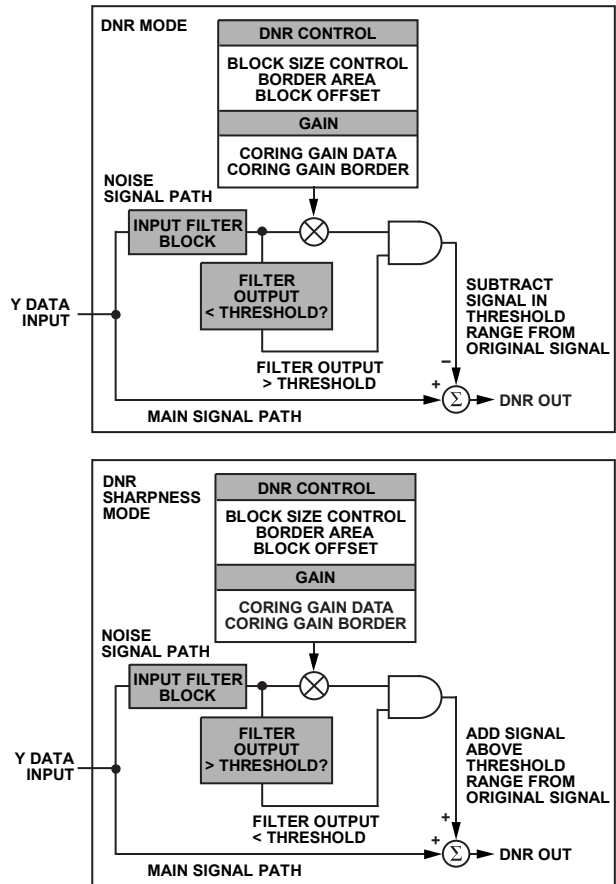 DNR MODE
DNR CONTROL
BLOCK SIZE CONTROL
BORDER AREA
BLOCK OFFSET
GAIN
CORING GAIN DATA
CORING GAIN BORDER
NOISE
SIGNAL PATH
INPUT FILTER
BLOCK
FILTER
OUTPUT
< THRESHOLD?
Y DATA
INPUT
SUBTRACT
SIGNAL IN
THRESHOLD
RANGE FROM
ORIGINAL SIGNAL
FILTER OUTPUT
> THRESHOLD
–
+
Σ
DNR OUT
MAIN SIGNAL PATH
DNR
SHARPNESS
MODE
DNR CONTROL
BLOCK SIZE CONTROL
BORDER AREA
BLOCK OFFSET
GAIN
CORING GAIN DATA
CORING GAIN BORDER
NOISE
SIGNAL PATH
INPUT FILTER
BLOCK
FILTER
OUTPUT
> THRESHOLD?
Y DATA
INPUT
ADD SIGNAL
ABOVE
THRESHOLD
RANGE FROM
ORIGINAL SIGNAL
FILTER OUTPUT
< THRESHOLD
+
+
Σ
DNR OUT
MAIN SIGNAL PATH